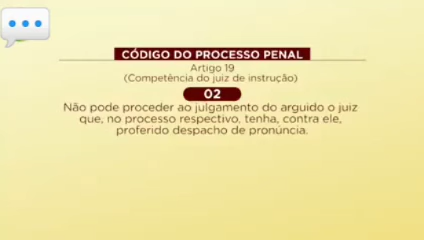 CÓDIGO DO PROCESSO PENAL
Artigo 19
(Competência do juiz de instrução)
02
Não pode proceder ao julgamento do arguido o juiz
que, no processo respectivo, tenha, contra ele,
proferido despacho de pronúncia.